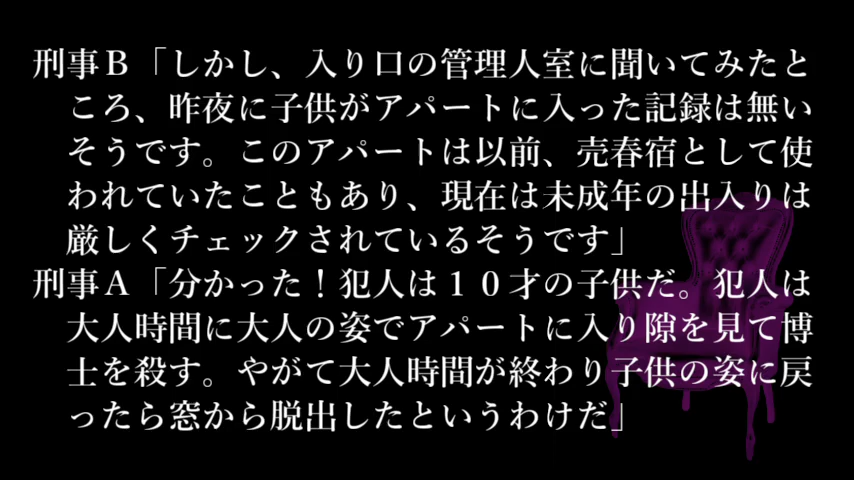 刑事Ｂ「しかし、入り口の管理人室に聞いてみたと
ころ、昨夜に子供がアパートに入った記録は無い
そうです。このアパートは以前、売春宿として使
われていたこともあり、現在は未成年の出入りは
厳しくチェックされているそうです」
刑事Ａ「分かった！犯人は１０才の子供だ。犯人は
大人時間に大人の姿でアパートに入り隙を見て博
士を殺す。やがて大人時間が終わり子供の姿に戻
ったら窓から脱出したというわけだ」